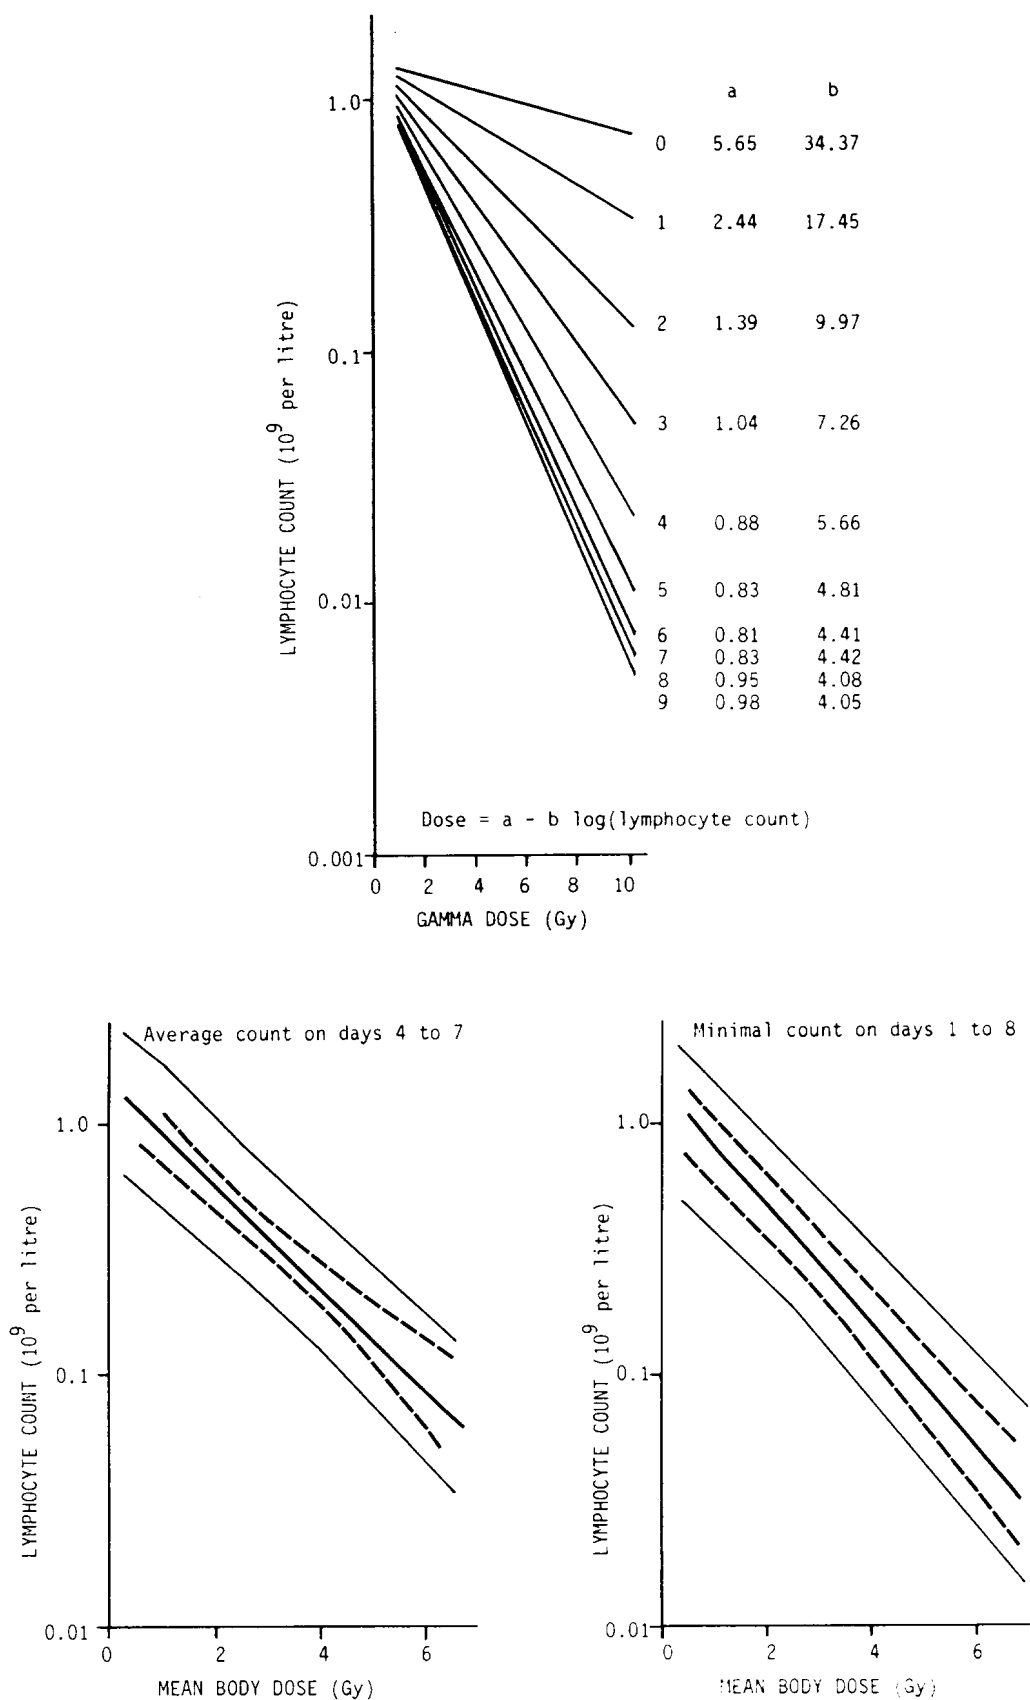 a b
1.0
0 5.65 34.37
1 2.44 17.45
2 1.39 9.97
0.1
3 1.04 7.26
4 0.88 5.66
0.01
5 0.83 4.81
6 0.81 4.41
7 0.83 4.42
8 0.95 4.08
9 0.98 4.05
LYMPHOCYTE COUNT (10^9 per litre)
Dose = a - b log(lymphocyte count)
0.001
0 2 4 6 8 10
GAMMA DOSE (Gy)
Average count on days 4 to 7
1.0
0.1
0.01
LYMPHOCYTE COUNT (10^9 per litre)
0 2 4 6
MEAN BODY DOSE (Gy)
Minimal count on days 1 to 8
1.0
0.1
0.01
LYMPHOCYTE COUNT (10^9 per litre)
0 2 4 6
MEAN BODY DOSE (Gy)